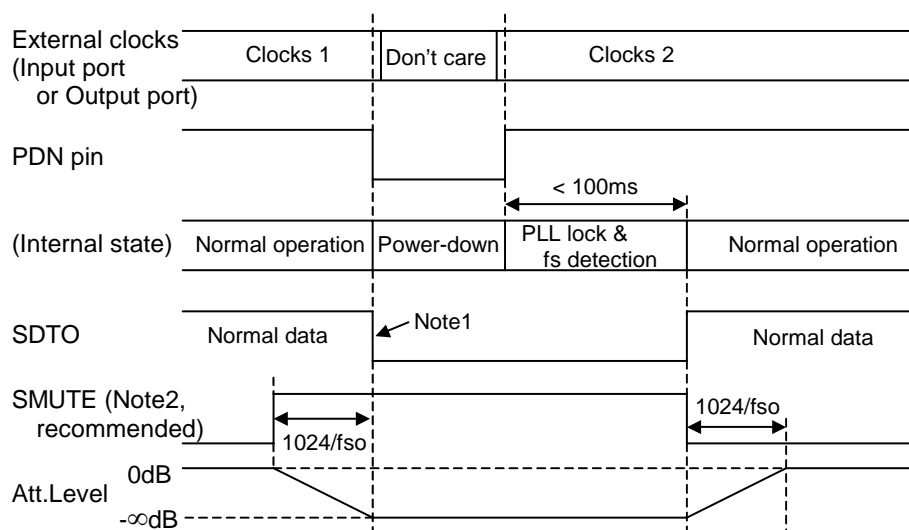 External clocks
(Input port
or Output port)
Clocks 1
Don't care
Clocks 2
PDN pin
< 100ms
(Internal state)
Normal operation
Power-down
PLL lock &
fs detection
Normal operation
SDTO
Normal data
Note1
Normal data
SMUTE (Note2,
recommended)
1024/fso
1024/fso
Att.Level
0dB
-∞dB